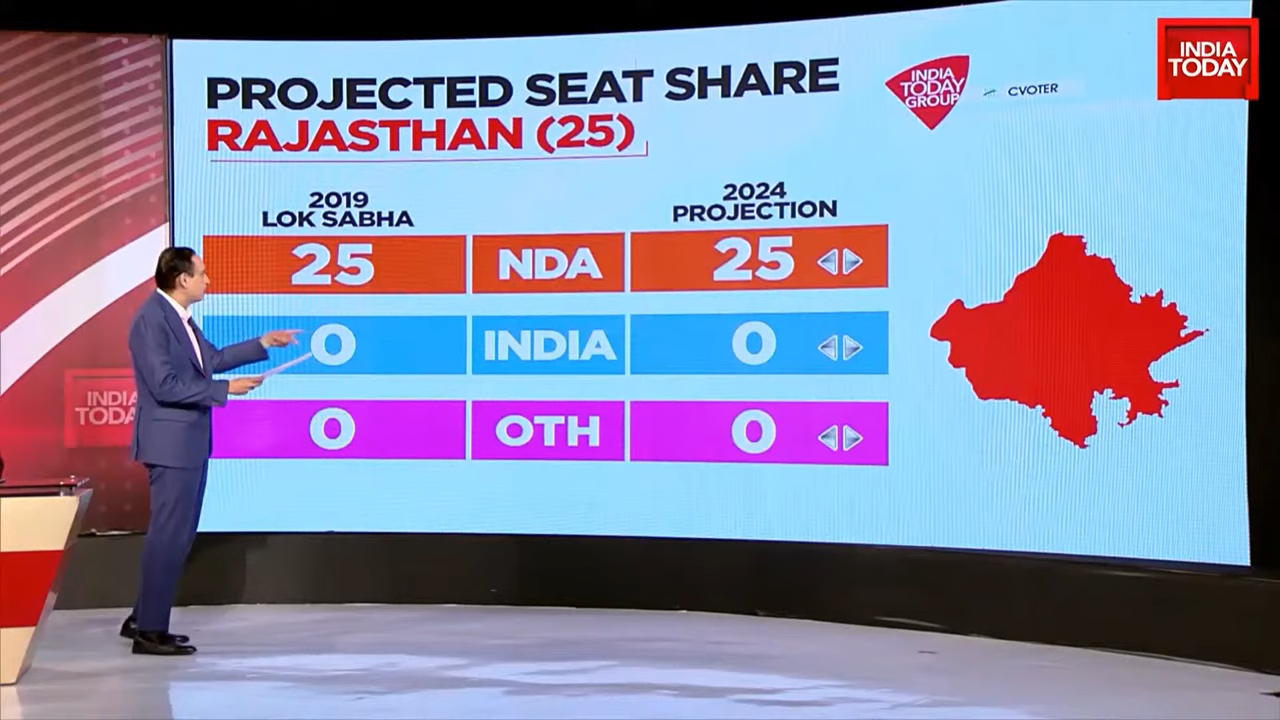 PROJECTED SEAT SHARE
RAJASTHAN (25)
INDIA
TODAY
GROUP
CVOTER
INDIA
TODAY
2019
LOK SABHA
2024
PROJECTION
25 NDA 25
0 INDIA 0
0 OTH 0
INDIA
TODA